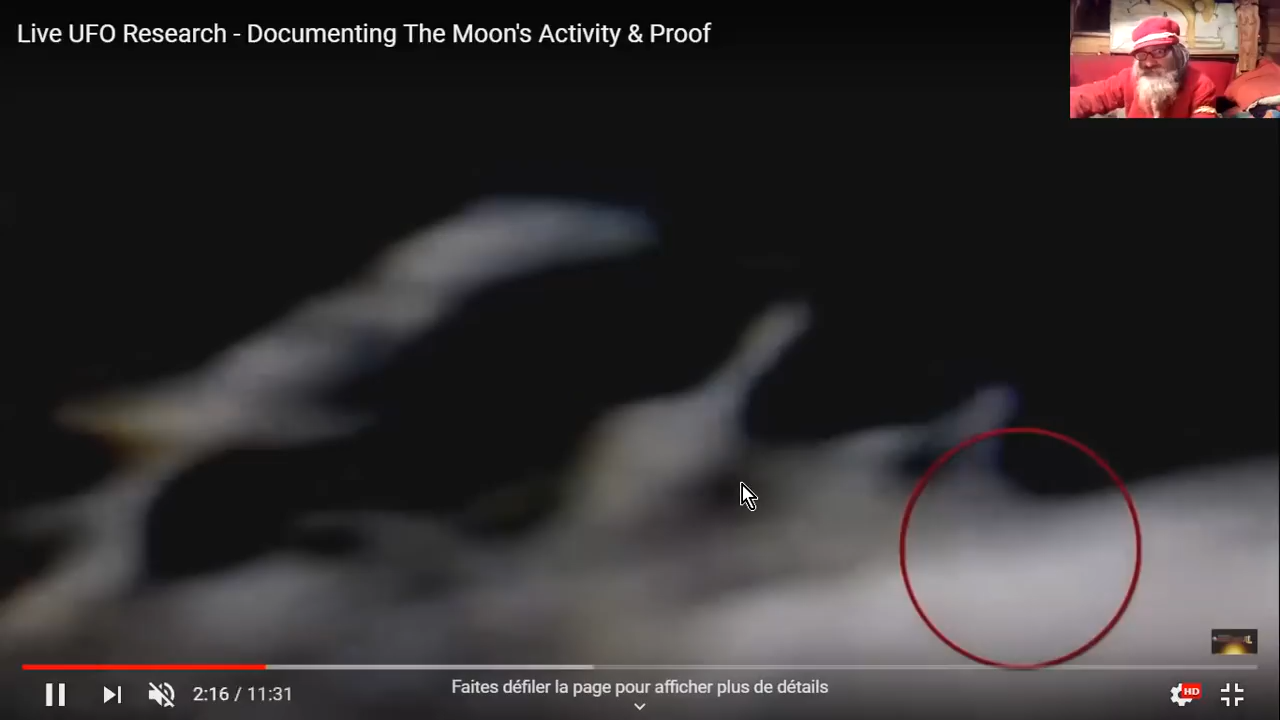 Live UFO Research - Documenting The Moon's Activity & Proof
2:16 / 11:31
Faites défiler la page pour afficher plus de détails
HD